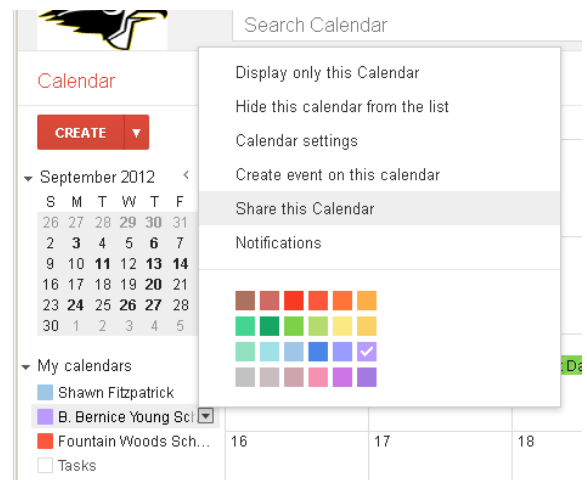 Search Calendar
Calendar
CREATE
September 2012 <
S M T W T F
26 27 28 29 30 31
2 3 4 5 6 7
9 10 11 12 13 14
16 17 18 19 20 21
23 24 25 26 27 28
30 1 2 3 4 5
My calendars
Shawn Fitzpatrick
B. Bernice Young Sch
Fountain Woods Sch...
Tasks
Display only this Calendar
Hide this calendar from the list
Calendar settings
Create event on this calendar
Share this Calendar
Notifications
: Da
16 17 18